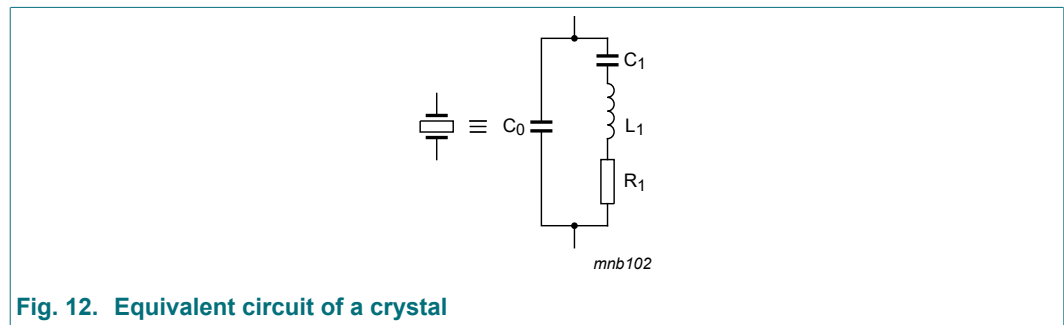 C1
C0
L1
R1
mnb102
Fig. 12. Equivalent circuit of a crystal